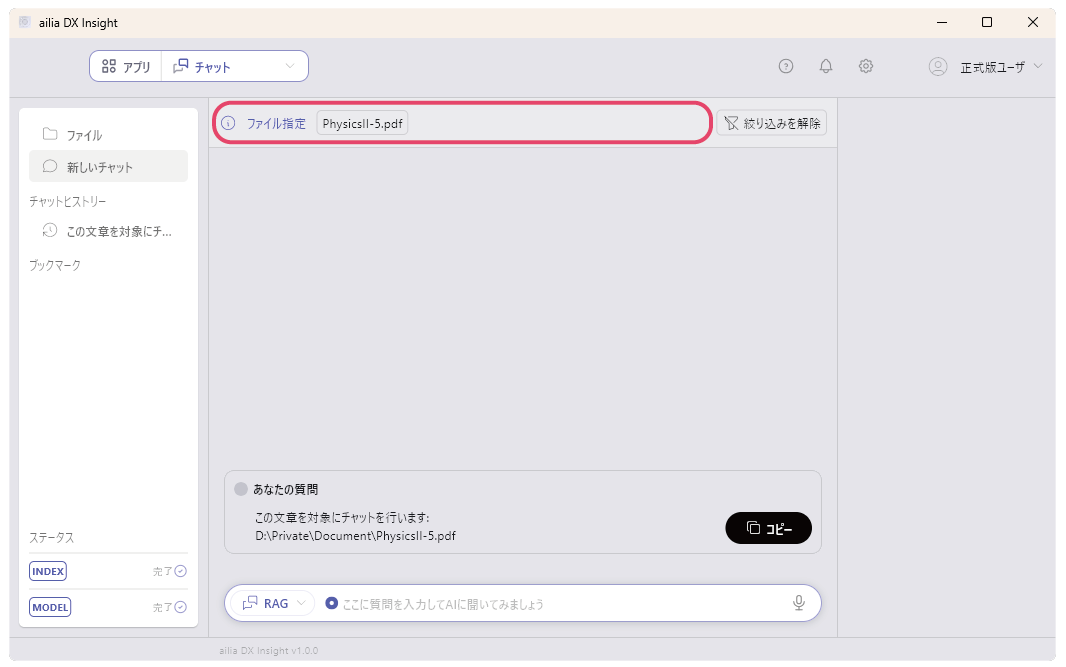 ailia DX Insight
アプリ
チャット
正式版ユーザ
ファイル
新しいチャット
チャットヒストリー
この文章を対象にチ...
ブックマーク
ステータス
INDEX 完了
MODEL 完了
ファイル指定 PhysicsII-5.pdf 絞り込みを解除
あなたの質問
この文章を対象にチャットを行います:
D:\Private\Document\PhysicsII-5.pdf
コピー
RAG ここに質問を入力してAIに聞いてみましょう
ailia DX Insight v1.0.0